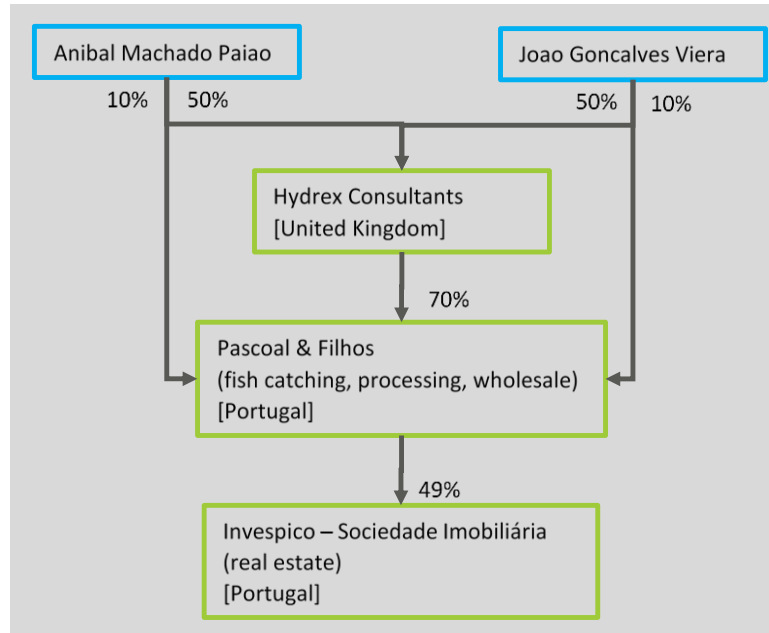 Anibal Machado Paiao
Joao Goncalves Viera
10%
50%
50%
10%
Hydrex Consultants
[United Kingdom]
70%
Pascoal & Filhos
(fish catching, processing, wholesale)
[Portugal]
49%
Invespico – Sociedade Imobiliária
(real estate)
[Portugal]